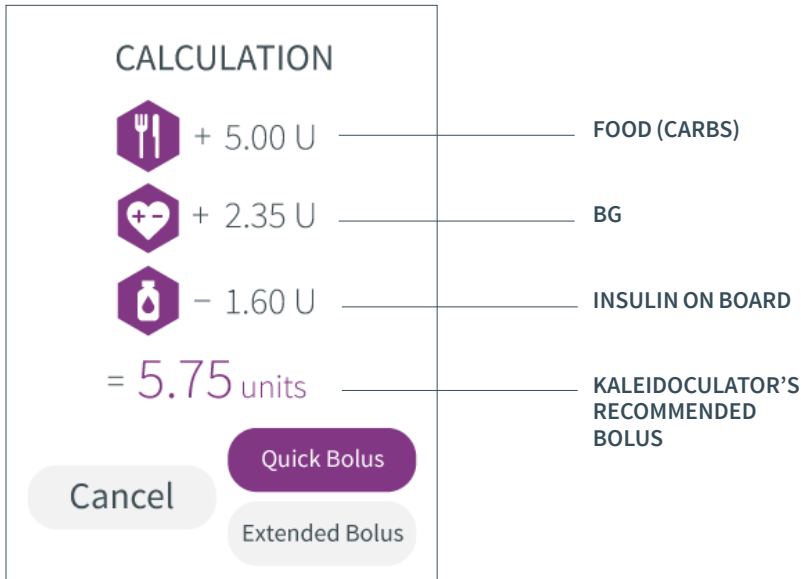 CALCULATION
+ 5.00 U
FOOD (CARBS)
+ 2.35 U
BG
− 1.60 U
INSULIN ON BOARD
= 5.75 units
KALEIDOCULATOR’S
RECOMMENDED
BOLUS
Quick Bolus
Cancel
Extended Bolus